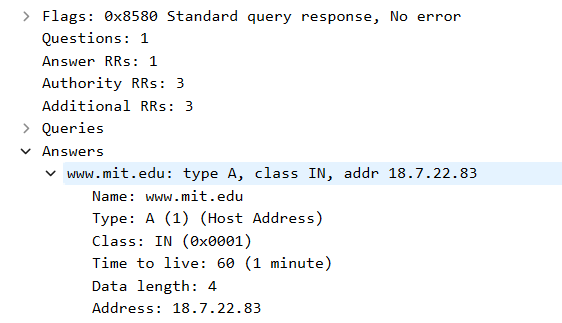 Flags: 0x8580 Standard query response, No error
Questions: 1
Answer RRs: 1
Authority RRs: 3
Additional RRs: 3
Queries
Answers
www.mit.edu: type A, class IN, addr 18.7.22.83
Name: www.mit.edu
Type: A (1) (Host Address)
Class: IN (0x0001)
Time to live: 60 (1 minute)
Data length: 4
Address: 18.7.22.83